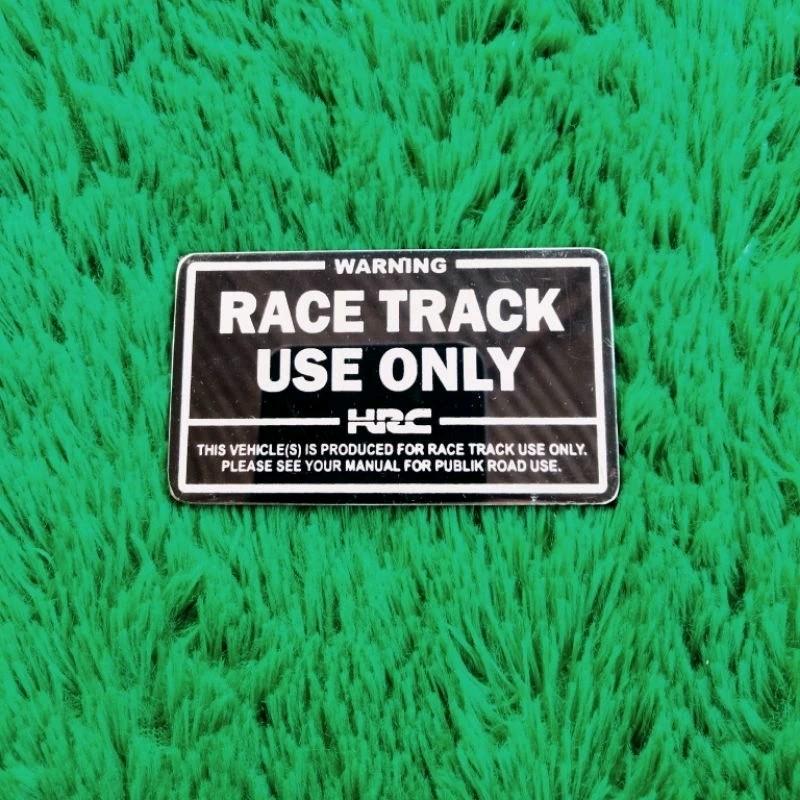 WARNING
RACE TRACK
USE ONLY
HRC
THIS VEHICLE(S) IS PRODUCED FOR RACE TRACK USE ONLY.
PLEASE SEE YOUR MANUAL FOR PUBLIK ROAD USE.